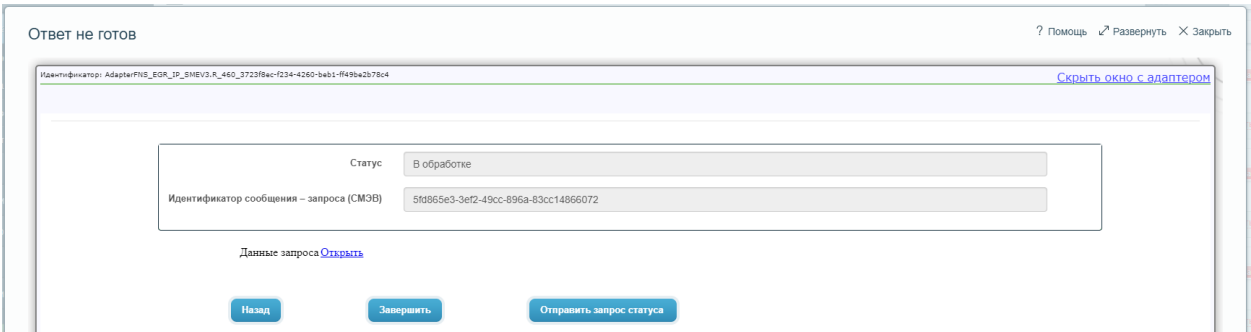 Ответ не готов
? Помощь Развернуть Закрыть
Идентификатор: AdapterFNS_EGR_IP_SMEV3.R_460_3723f8ec-f234-4260-beb1-ff49be2b78c4
Скрыть окно с адаптером
Статус В обработке
Идентификатор сообщения – запроса (СМЭВ) 5fd865e3-3ef2-49cc-896a-83cc14866072
Данные запроса Открыть
Назад Завершить Отправить запрос статуса